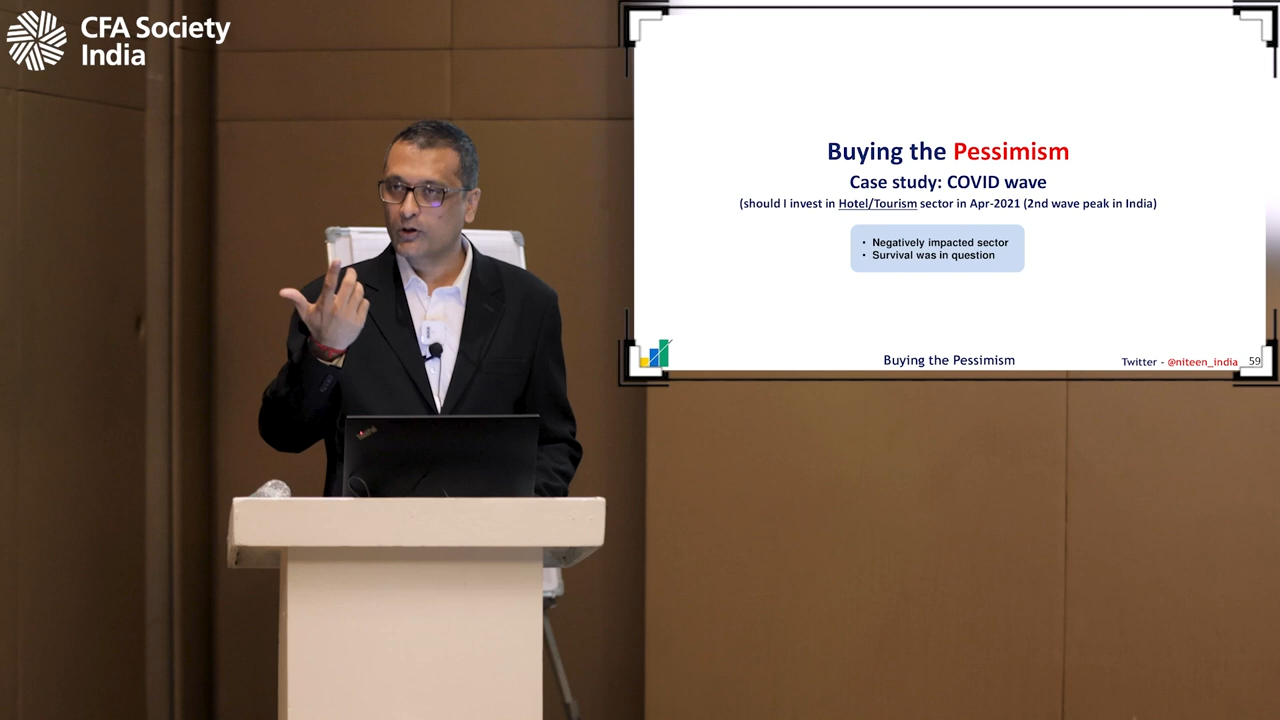 CFA Society
India
Buying the Pessimism
Case study: COVID wave
(should I invest in Hotel/Tourism sector in Apr-2021 (2nd wave peak in India)
• Negatively impacted sector
• Survival was in question
Buying the Pessimism
Twitter - @niteen_india
59